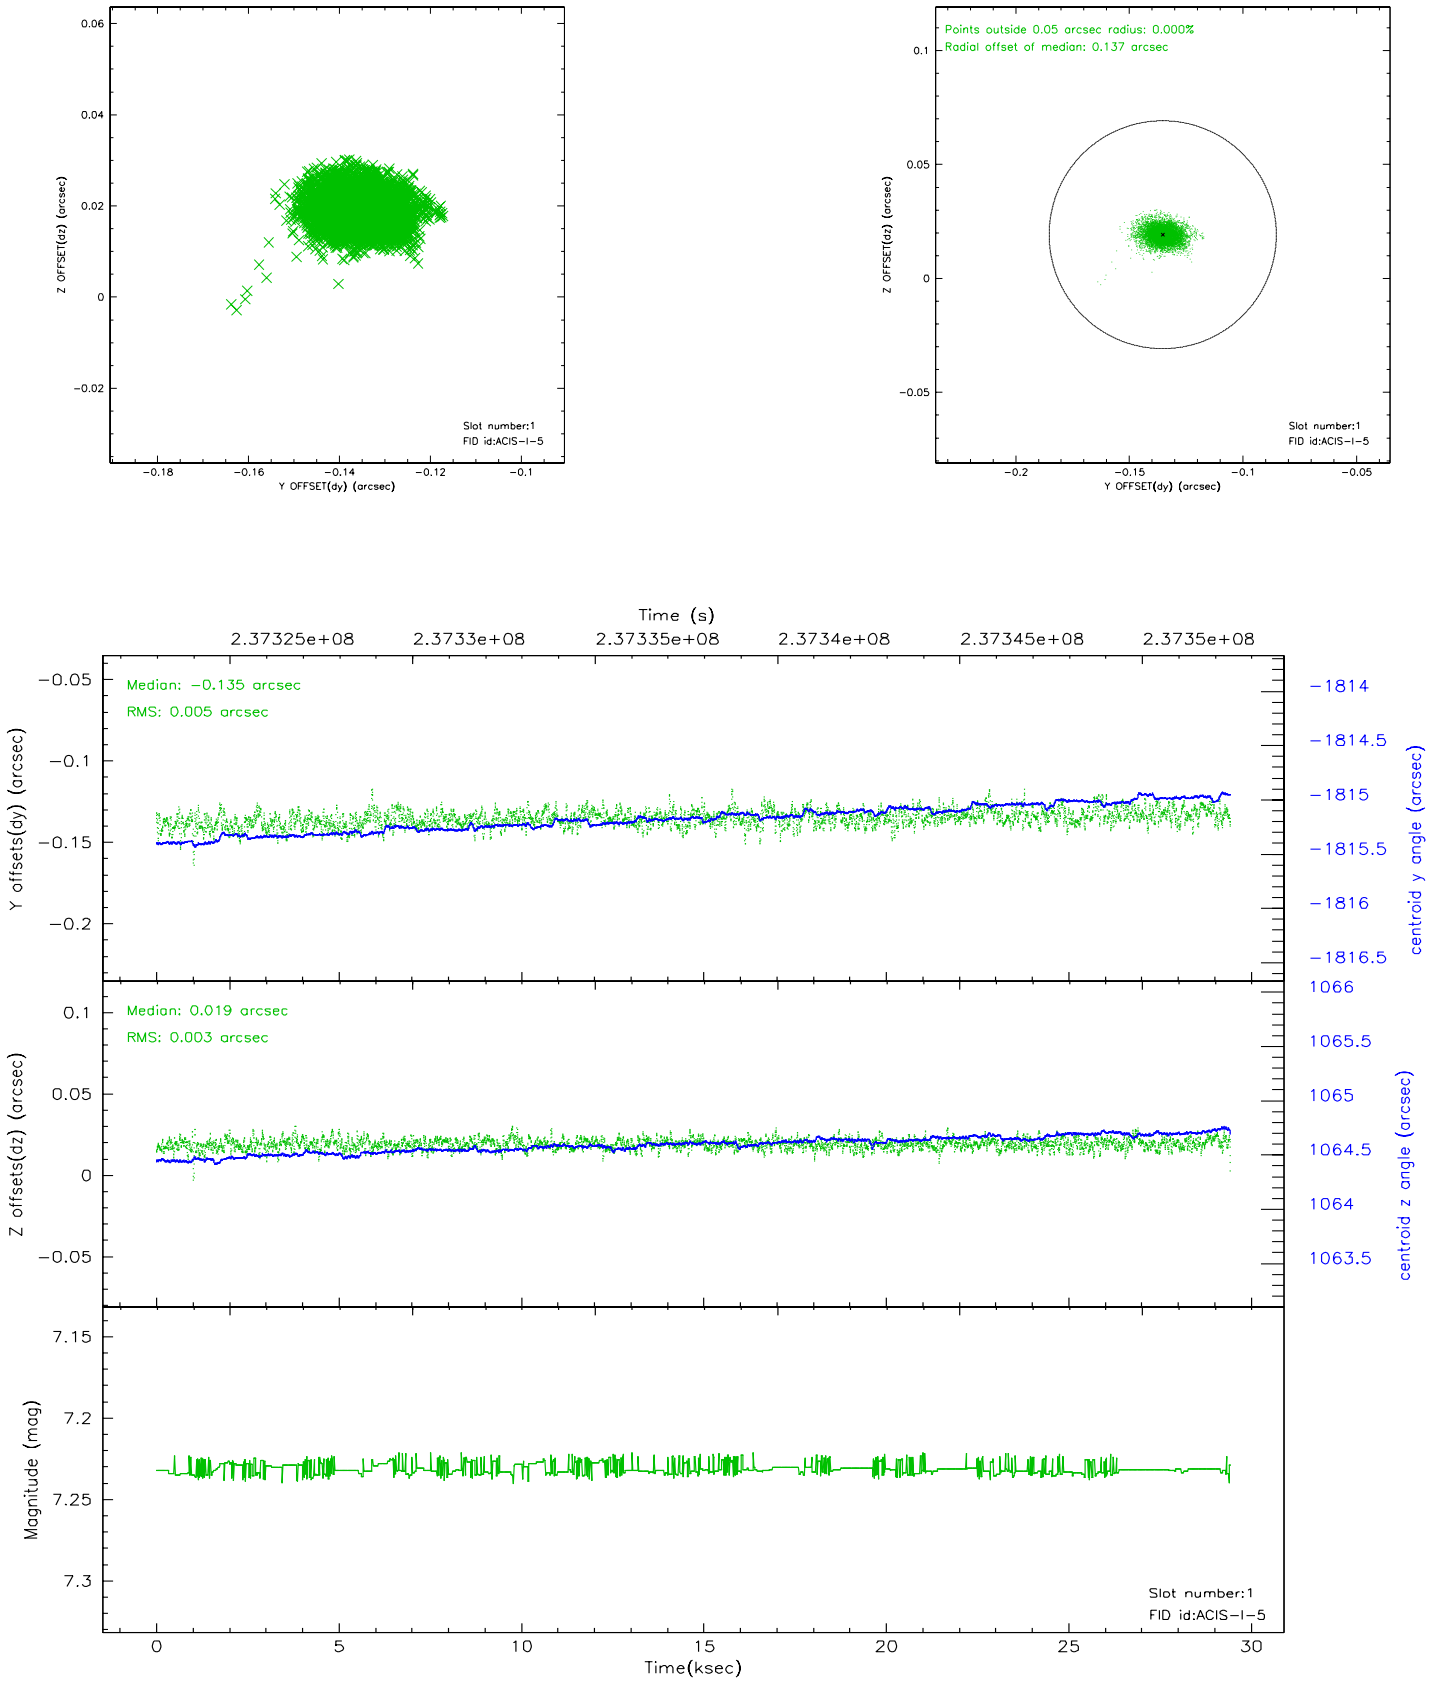 0.06
0.04
0.02
0
−0.02
Z OFFSET(dz) (arcsec)
−0.18 −0.16 −0.14 −0.12 −0.1
Y OFFSET(dy) (arcsec)
Slot number:1
FID id:ACIS−I−5
Points outside 0.05 arcsec radius: 0.000%
Radial offset of median: 0.137 arcsec
0.1
0.05
0
−0.05
Z OFFSET(dz) (arcsec)
−0.2 −0.15 −0.1 −0.05
Y OFFSET(dy) (arcsec)
Slot number:1
FID id:ACIS−I−5
Time (s)
2.37325e+08 2.3733e+08 2.37335e+08 2.3734e+08 2.37345e+08 2.3735e+08
Median: −0.135 arcsec
RMS: 0.005 arcsec
−0.05
−0.1
−0.15
−0.2
Y offsets(dy) (arcsec)
−1814
−1814.5
−1815
−1815.5
−1816
−1816.5
centroid y angle (arcsec)
Median: 0.019 arcsec
RMS: 0.003 arcsec
0.1
0.05
0
−0.05
Z offsets(dz) (arcsec)
1066
1065.5
1065
1064.5
1064
1063.5
centroid z angle (arcsec)
7.15
7.2
7.25
7.3
Magnitude (mag)
Slot number:1
FID id:ACIS−I−5
0 5 10 15 20 25 30
Time(ksec)